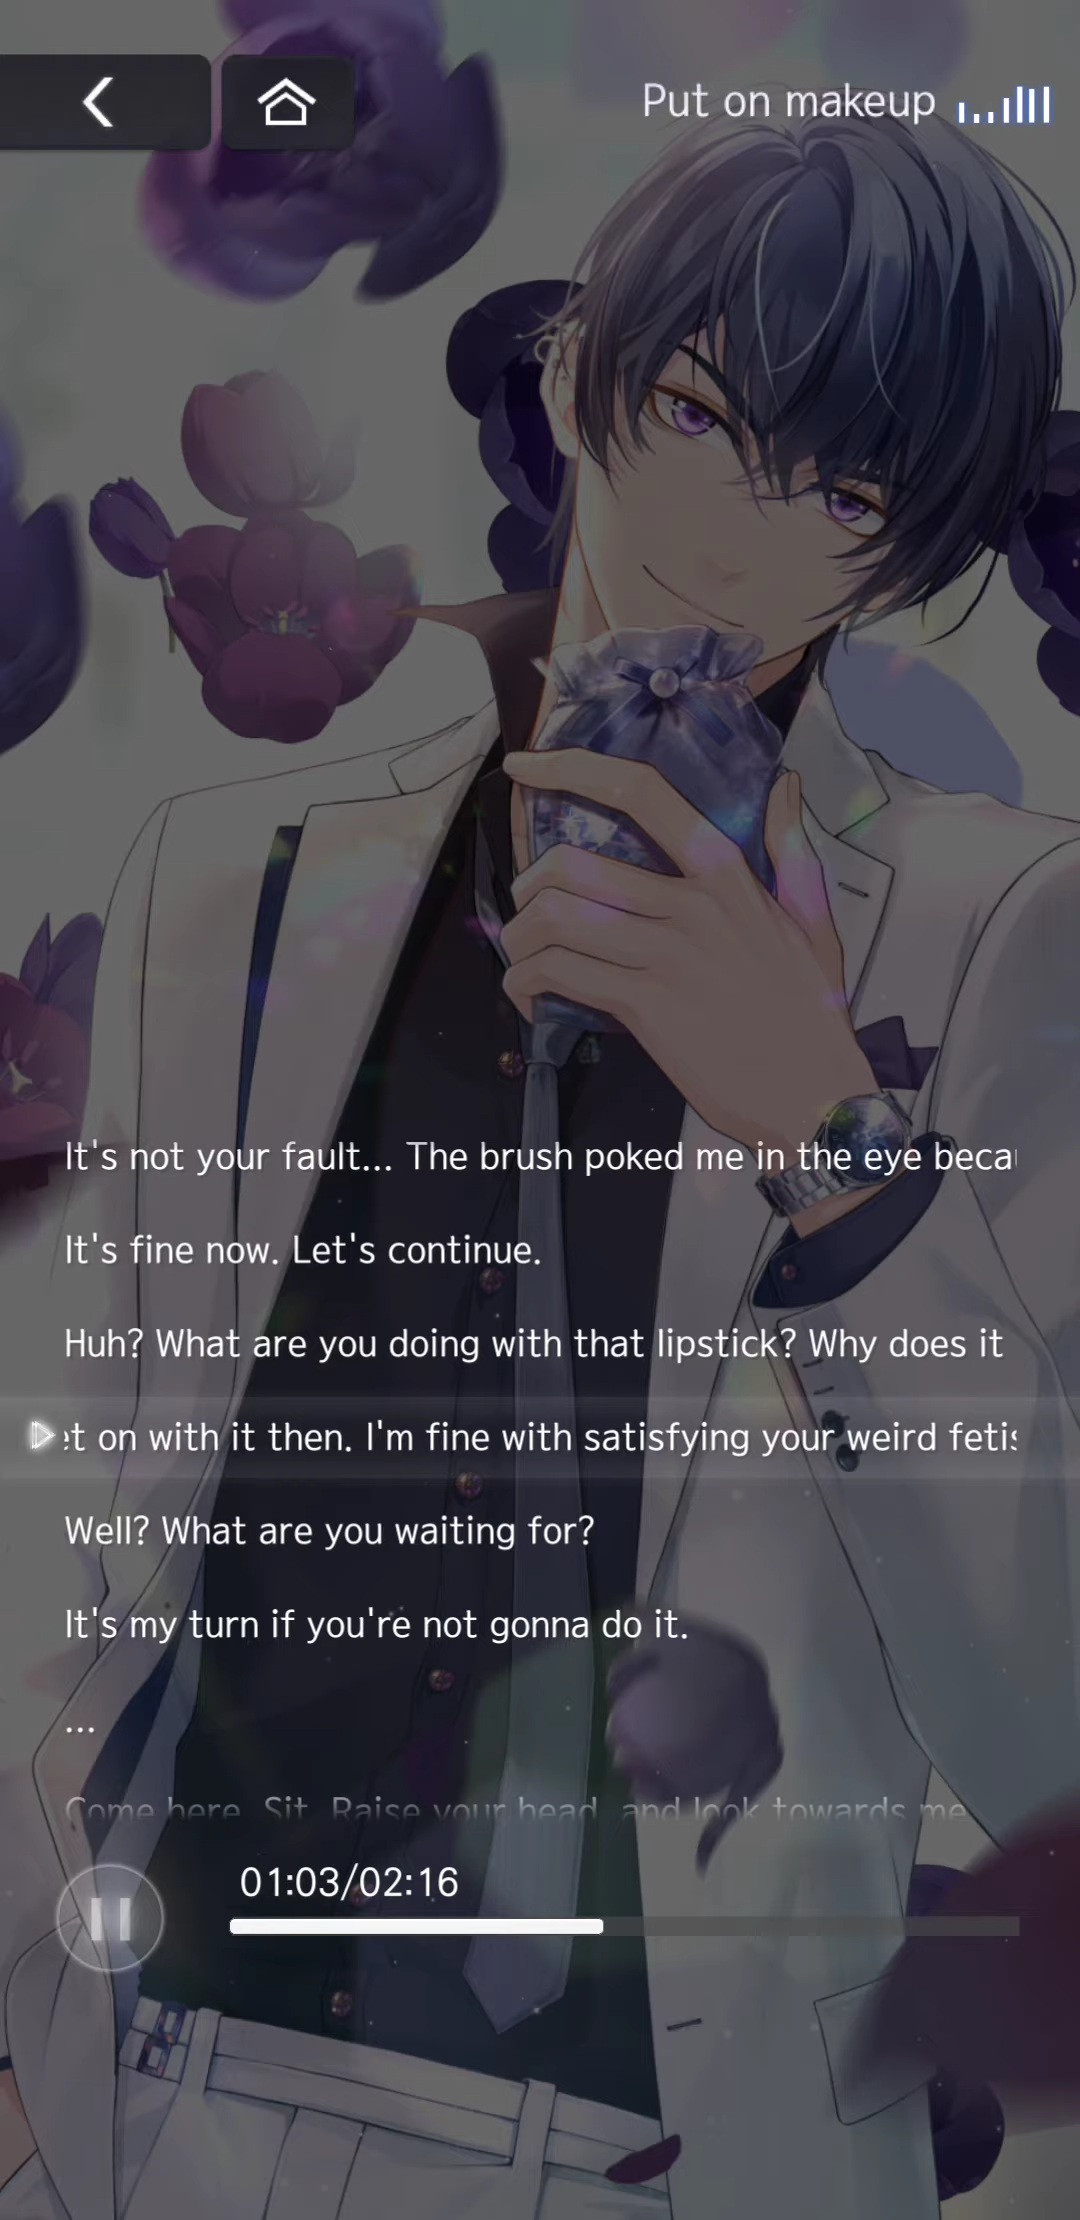 Put on makeup
It's not your fault... The brush poked me in the eye
It's fine now. Let's continue.
Huh? What are you doing with that lipstick? Why does it
on with it then. I'm fine with satisfying your weird
Well? What are you waiting for?
It's my turn if you're not gonna do it.
...
Come here. Sit. Raise your head, and look towards me
01:03/02:16